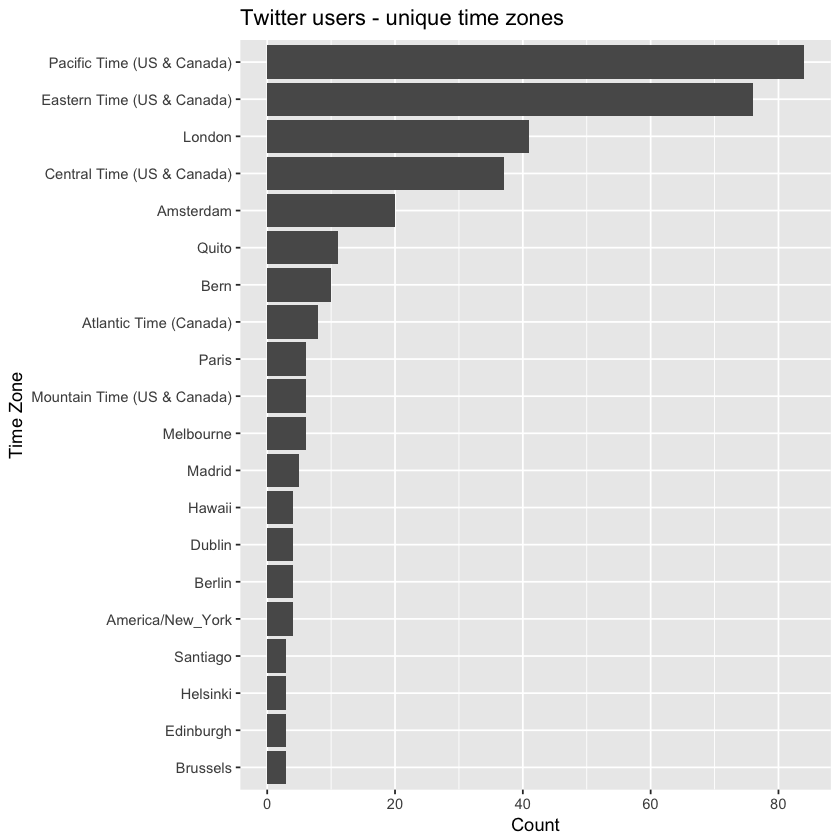 Twitter users - unique time zones
Time Zone
Pacific Time (US & Canada)
Eastern Time (US & Canada)
London
Central Time (US & Canada)
Amsterdam
Quito
Bern
Atlantic Time (Canada)
Paris
Mountain Time (US & Canada)
Melbourne
Madrid
Hawaii
Dublin
Berlin
America/New_York
Santiago
Helsinki
Edinburgh
Brussels
0 20 40 60 80
Count